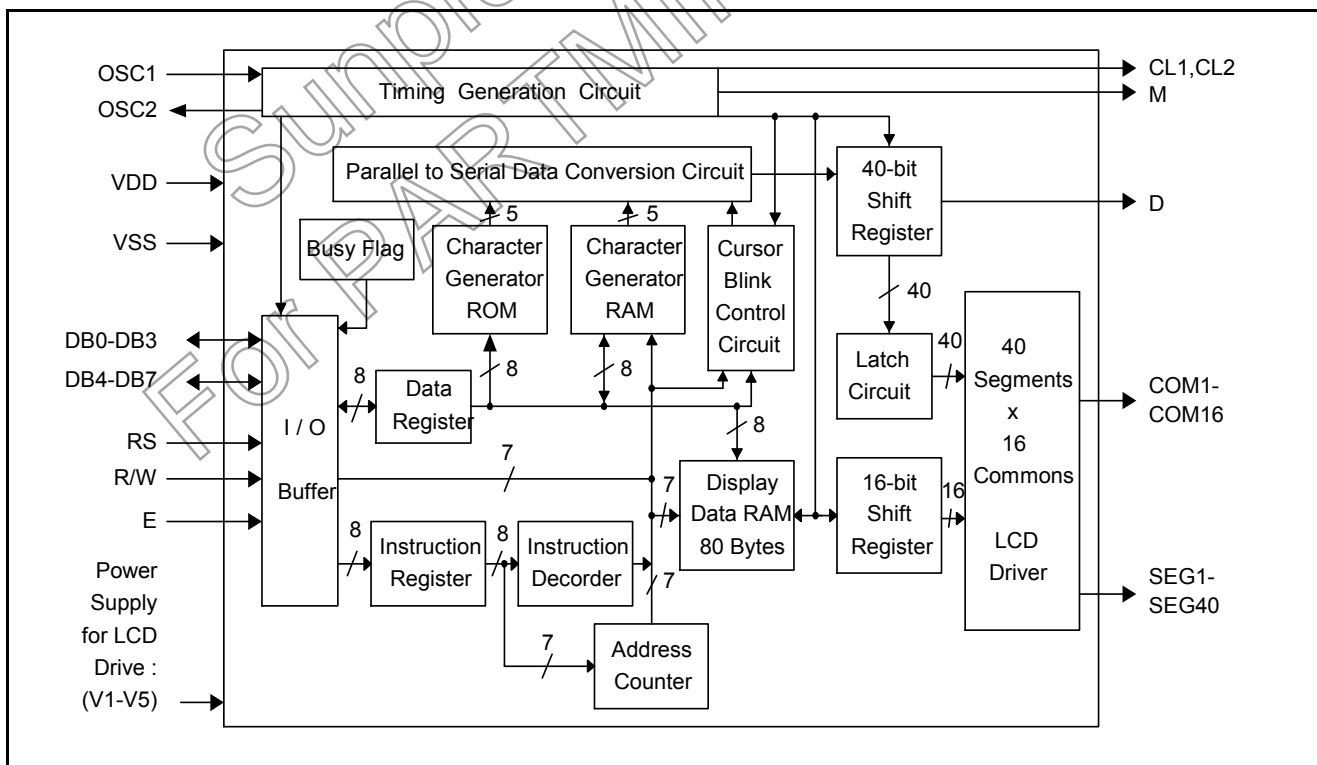 OSC1
OSC2
VDD
VSS
DB0-DB3
DB4-DB7
RS
R/W
E
Power
Supply
for LCD
Drive :
(V1-V5)
Timing Generation Circuit
Parallel to Serial Data Conversion Circuit
5
5
Busy Flag
Character
Generator
ROM
Character
Generator
RAM
Cursor
Blink
Control
Circuit
40-bit
Shift
Register
40
Latch
Circuit
40
8
8
8
Data
Register
8
I / O
Buffer
7
7
Display
Data RAM
80 Bytes
16-bit
Shift
Register
16
40
Segments
x
16
Commons
LCD
Driver
8
Instruction
Register
8
Instruction
Decorder
7
7
Address
Counter
CL1,CL2
M
D
COM1-
COM16
SEG1-
SEG40